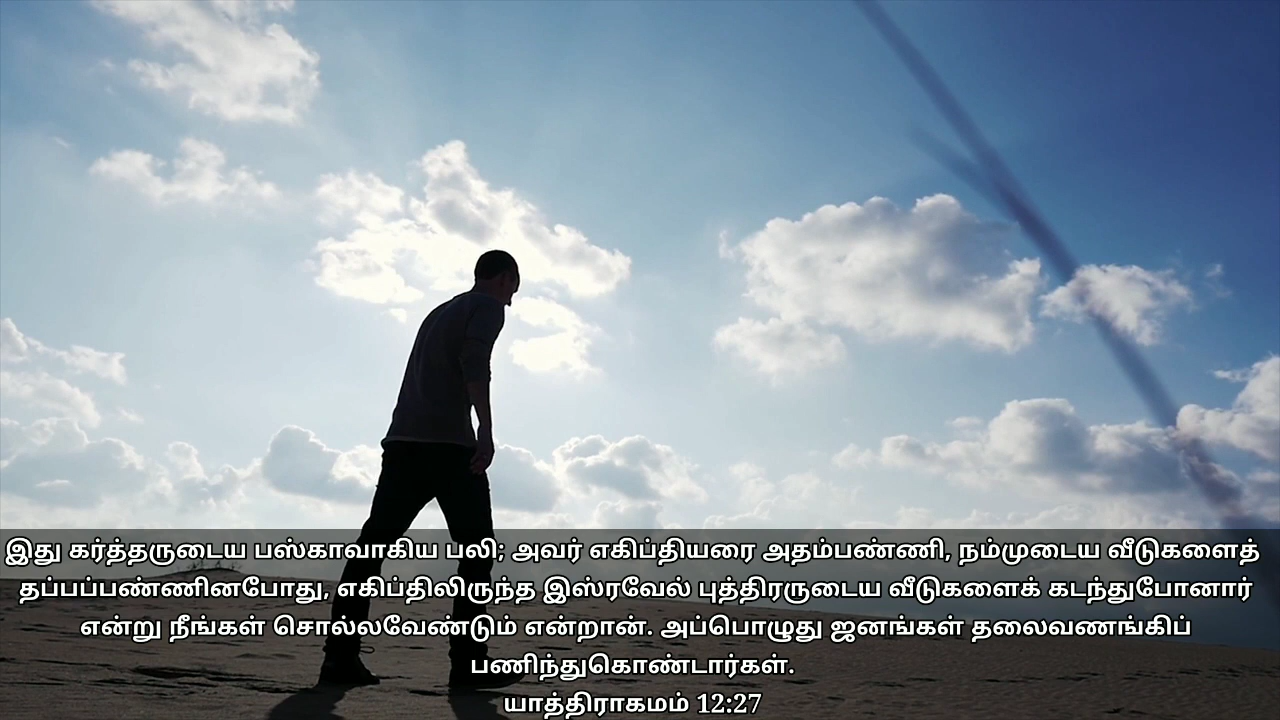 இது கர்த்தருடைய பஸ்காவாகிய பலி; அவர் எகிப்தியரை அதம்பண்ணி, நம்முடைய வீடுகளைத்
தப்பப்பண்ணினபோது, எகிப்திலிருந்த இஸ்ரவேல் புத்திரருடைய வீடுகளைக் கடந்துபோனார்
என்று நீங்கள் சொல்லவேண்டும் என்றான். அப்பொழுது ஜனங்கள் தலைவணங்கிப்
பணிந்துகொண்டார்கள்.
யாத்திராகமம் 12:27